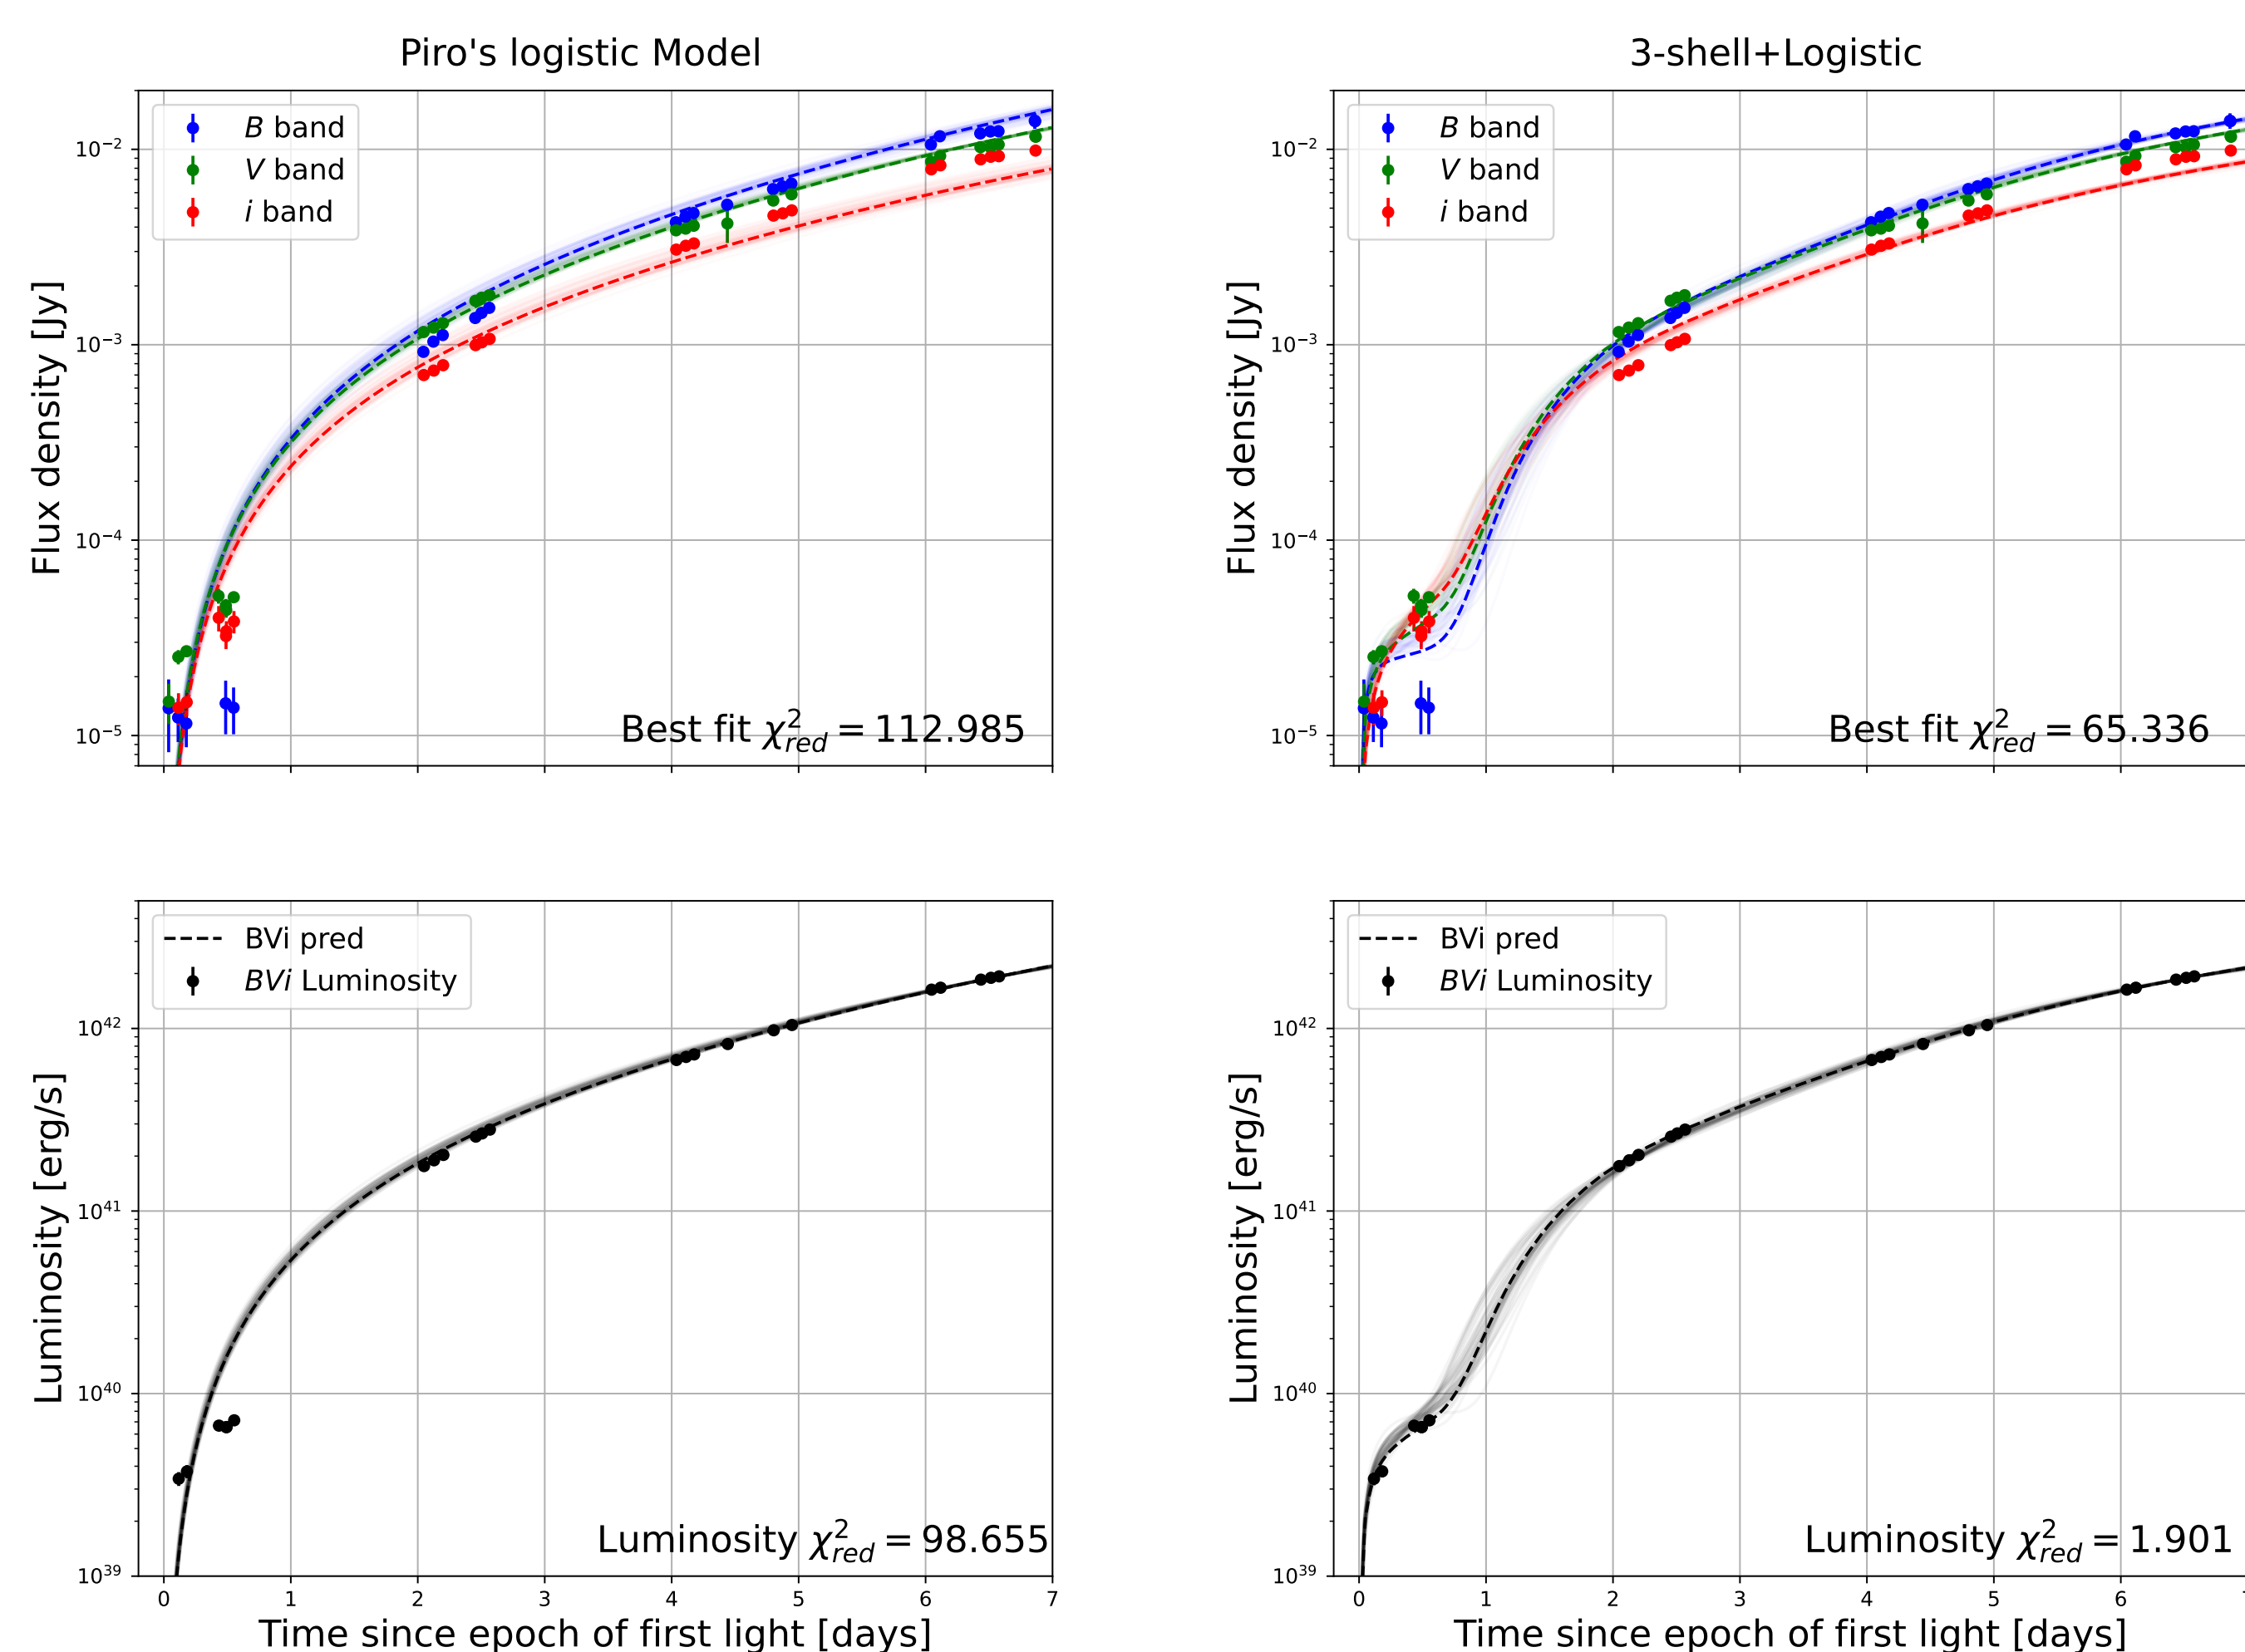 Piro's logistic Model
3-shell+Logistic
B band
V band
i band
10⁻²
10⁻³
10⁻⁴
10⁻⁵
Flux density [Jy]
Best fit χ²_red = 112.985
B band
V band
i band
10⁻²
10⁻³
10⁻⁴
10⁻⁵
Flux density [Jy]
Best fit χ²_red = 65.336
BVi pred
BVi Luminosity
10⁴²
10⁴¹
10⁴⁰
10³⁹
Luminosity [erg/s]
Luminosity χ²_red = 98.655
0 1 2 3 4 5 6 7
Time since epoch of first light [days]
BVi pred
BVi Luminosity
10⁴²
10⁴¹
10⁴⁰
10³⁹
Luminosity [erg/s]
Luminosity χ²_red = 1.901
0 1 2 3 4 5 6
Time since epoch of first light [days]